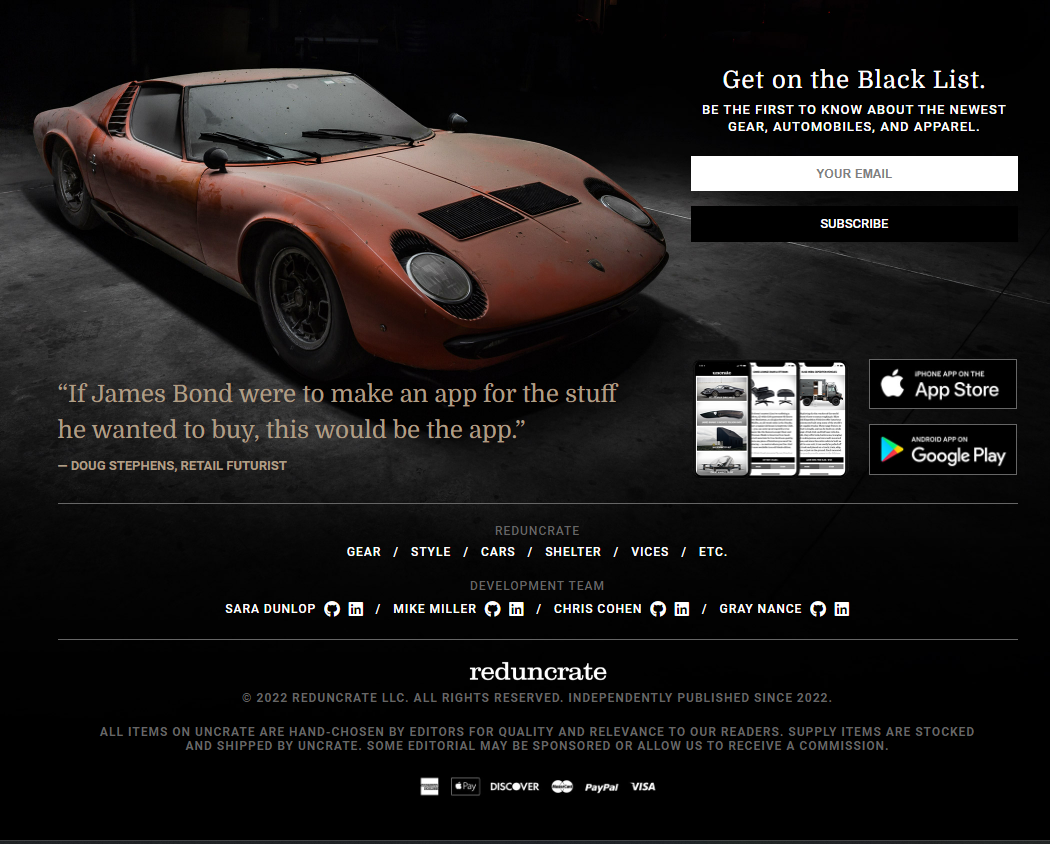 Get on the Black List.
BE THE FIRST TO KNOW ABOUT THE NEWEST
GEAR, AUTOMOBILES, AND APPAREL.
YOUR EMAIL
SUBSCRIBE
“If James Bond were to make an app for the stuff
he wanted to buy, this would be the app.”
— DOUG STEPHENS, RETAIL FUTURIST
uncrate
IPHONE APP ON THE
App Store
ANDROID APP ON
Google Play
REDUNCRATE
GEAR / STYLE / CARS / SHELTER / VICES / ETC.
DEVELOPMENT TEAM
SARA DUNLOP in / MIKE MILLER in / CHRIS COHEN in / GRAY NANCE in
reduncrate
© 2022 REDUNCRATE LLC. ALL RIGHTS RESERVED. INDEPENDENTLY PUBLISHED SINCE 2022.
ALL ITEMS ON UNCRATE ARE HAND-CHOSEN BY EDITORS FOR QUALITY AND RELEVANCE TO OUR READERS. SUPPLY ITEMS ARE STOCKED
AND SHIPPED BY UNCRATE. SOME EDITORIAL MAY BE SPONSORED OR ALLOW US TO RECEIVE A COMMISSION.
Pay DISCOVER MasterCard PayPal VISA